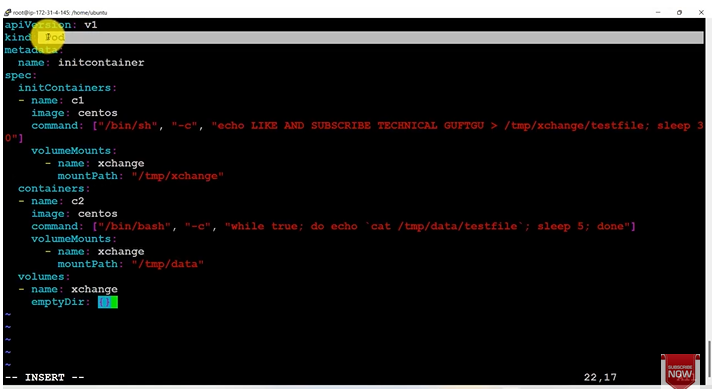 root@ip-172-31-4-145: /home/ubuntu
apiVersion: v1
kind: Pod
metadata:
  name: initcontainer
spec:
  initContainers:
  - name: c1
    image: centos
    command: ["/bin/sh", "-c", "echo LIKE AND SUBSCRIBE TECHNICAL GUFTGU > /tmp/xchange/testfile; sleep 3
0"]
    volumeMounts:
      - name: xchange
        mountPath: "/tmp/xchange"
  containers:
  - name: c2
    image: centos
    command: ["/bin/bash", "-c", "while true; do echo `cat /tmp/data/testfile`; sleep 5; done"]
    volumeMounts:
      - name: xchange
        mountPath: "/tmp/data"
  volumes:
  - name: xchange
    emptyDir: {}
~
~
~
~
~
-- INSERT -- 22,17
SUBSCRIBE
NOW